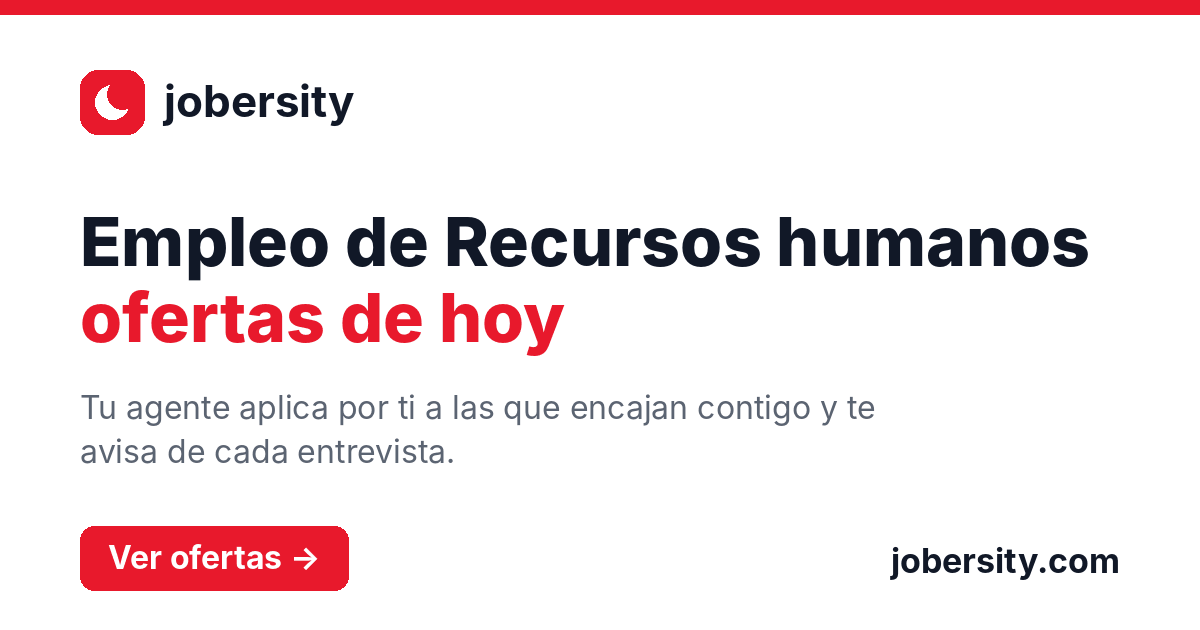 jobersity
Empleo de Recursos humanos
ofertas de hoy
Tu agente aplica por ti a las que encajan contigo y te
avisa de cada entrevista.
Ver ofertas →
jobersity.com